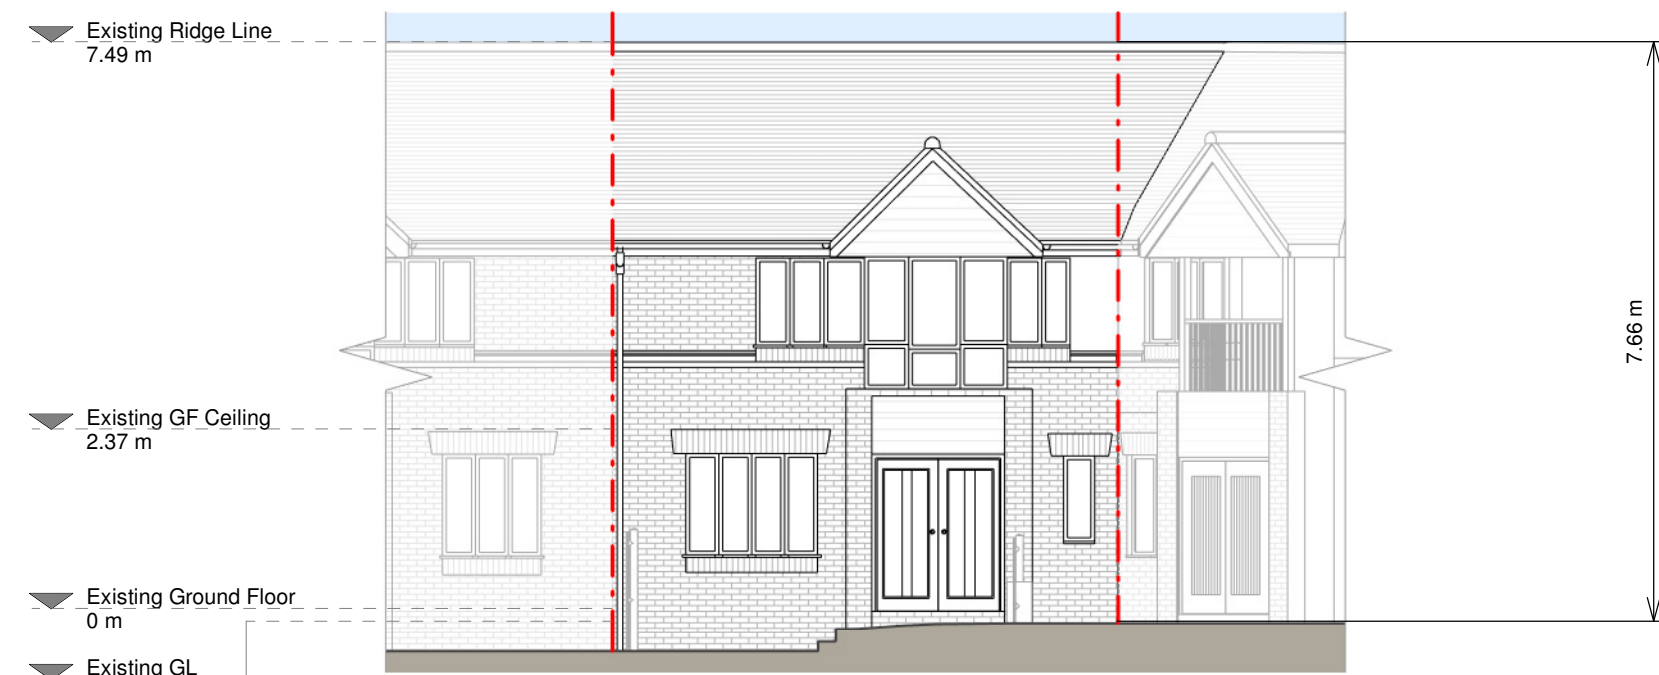 Existing Ridge Line
7.49 m
7.66 m
Existing GF Ceiling
2.37 m
Existing Ground Floor
0 m
Existing GL